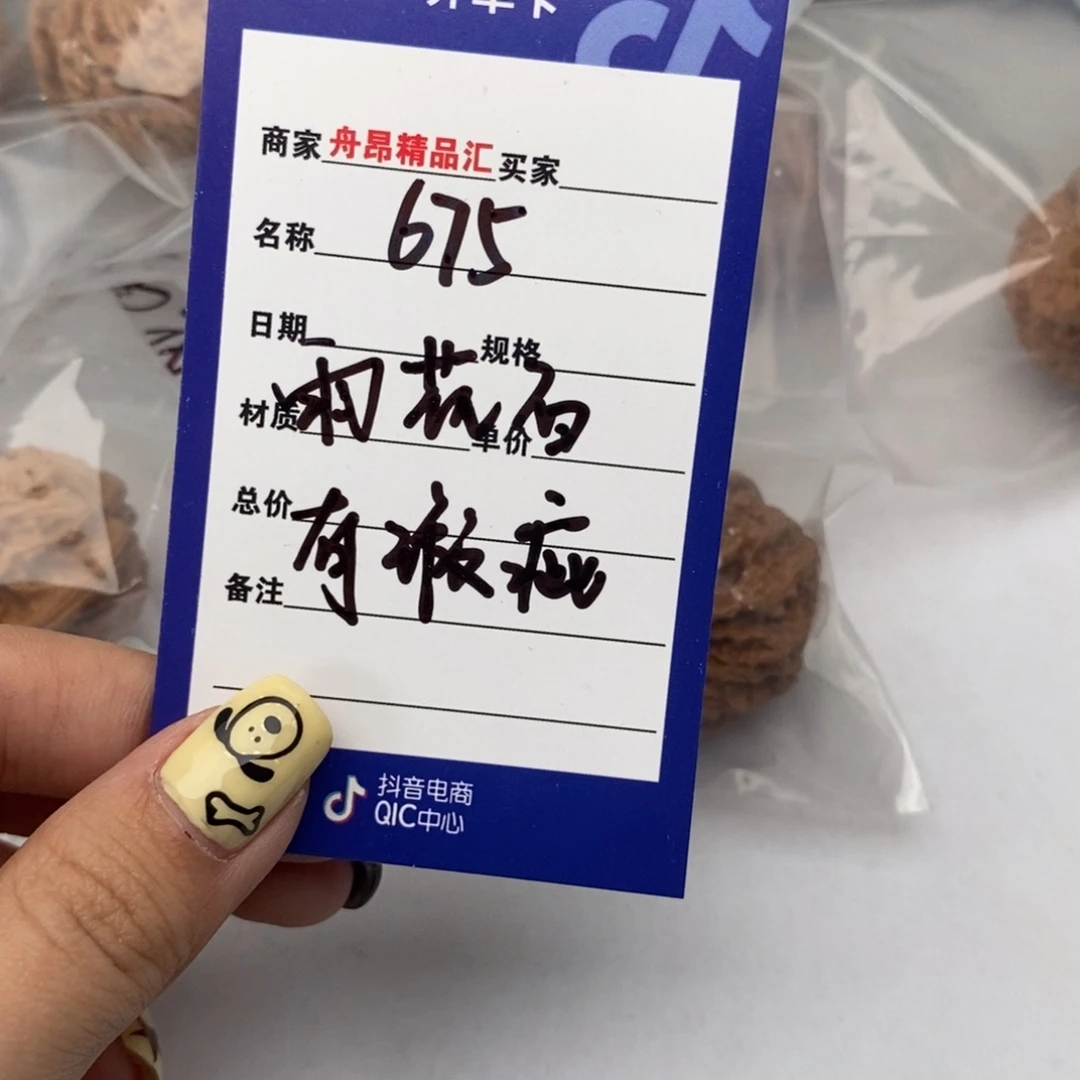 商家 舟昂精品汇 买家
名称 675
日期 规格
雨花石
材质 单价
总价
有瑕疵
备注
抖音电商
QIC中心